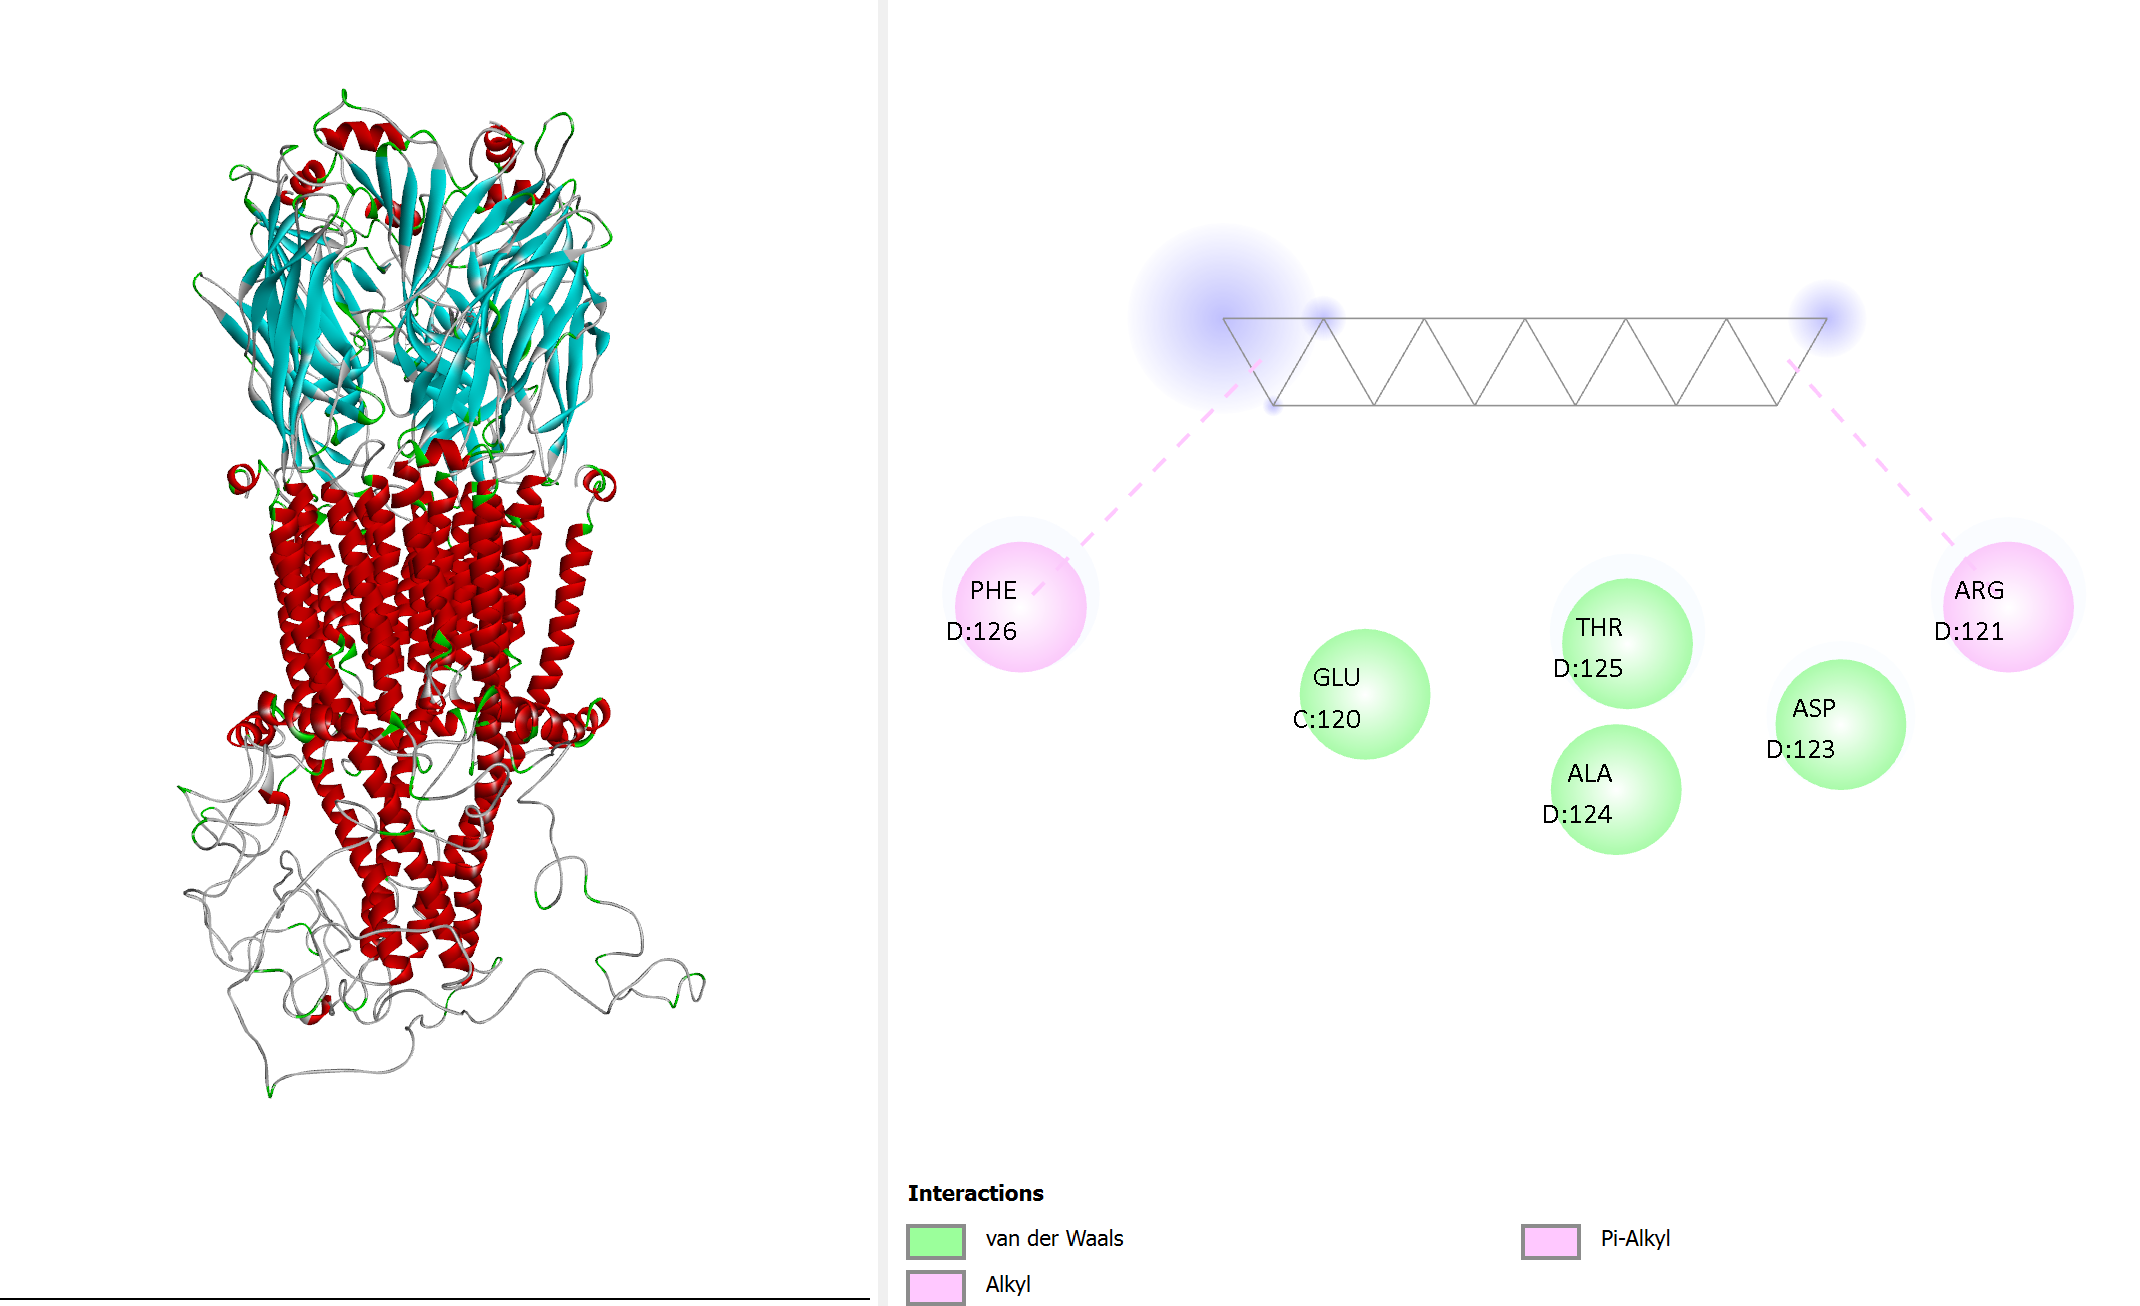 PHE
D:126
GLU
C:120
THR
D:125
ALA
D:124
ASP
D:123
ARG
D:121
Interactions
van der Waals
Alkyl
Pi-Alkyl